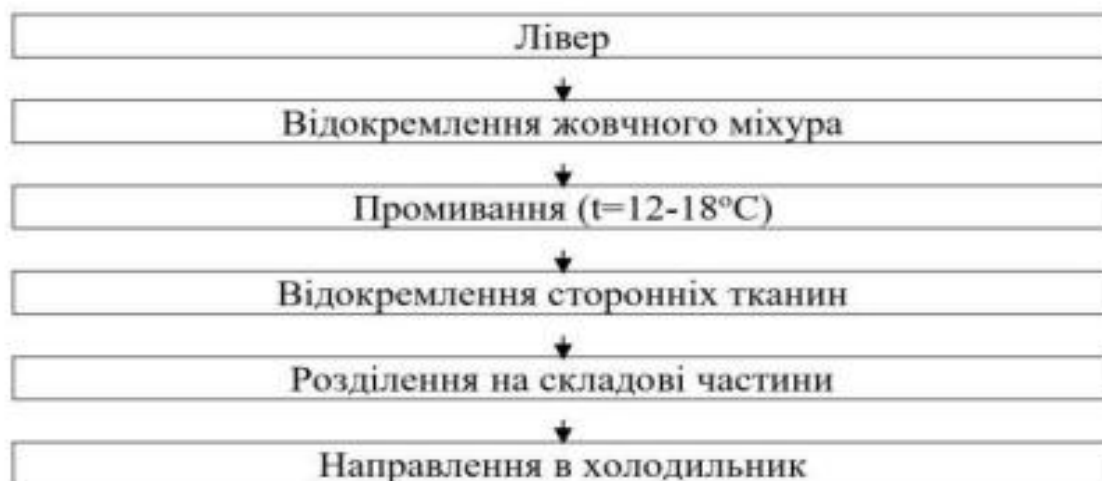 Лівер
Відокремлення жовчного міхура
Промивання (t=12-18°С)
Відокремлення сторонніх тканин
Розділення на складові частини
Направлення в холодильник